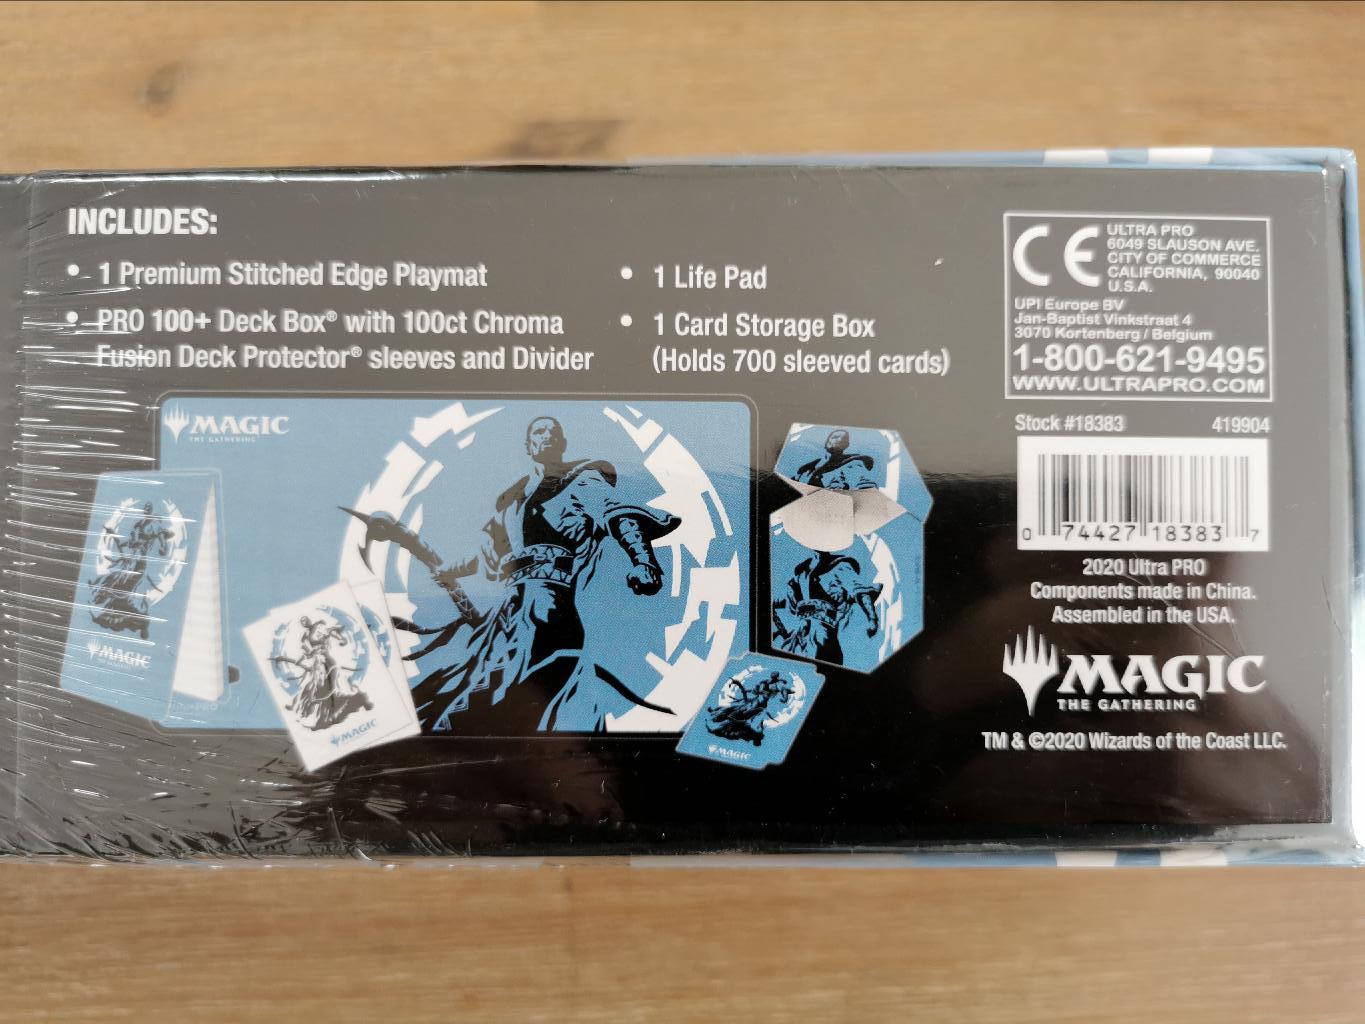 INCLUDES:
• 1 Premium Stitched Edge Playmat
• PRO 100+ Deck Box® with 100ct Chroma
Fusion Deck Protector® sleeves and Divider
• 1 Life Pad
• 1 Card Storage Box
(Holds 700 sleeved cards)
CE
ULTRA PRO
6049 SLAUSON AVE.
CITY OF COMMERCE
CALIFORNIA, 90040
U.S.A.
UPI Europe BV
Jan-Baptist Vinkstraat 4
3070 Kortenberg / Belgium
1-800-621-9495
WWW.ULTRAPRO.COM
Stock #18383 419904
0 74427 18383 7
2020 Ultra PRO
Components made in China.
Assembled in the USA.
MAGIC
THE GATHERING
TM & ©2020 Wizards of the Coast LLC.
MAGIC
THE GATHERING
MAGIC
MAGIC
MAGIC